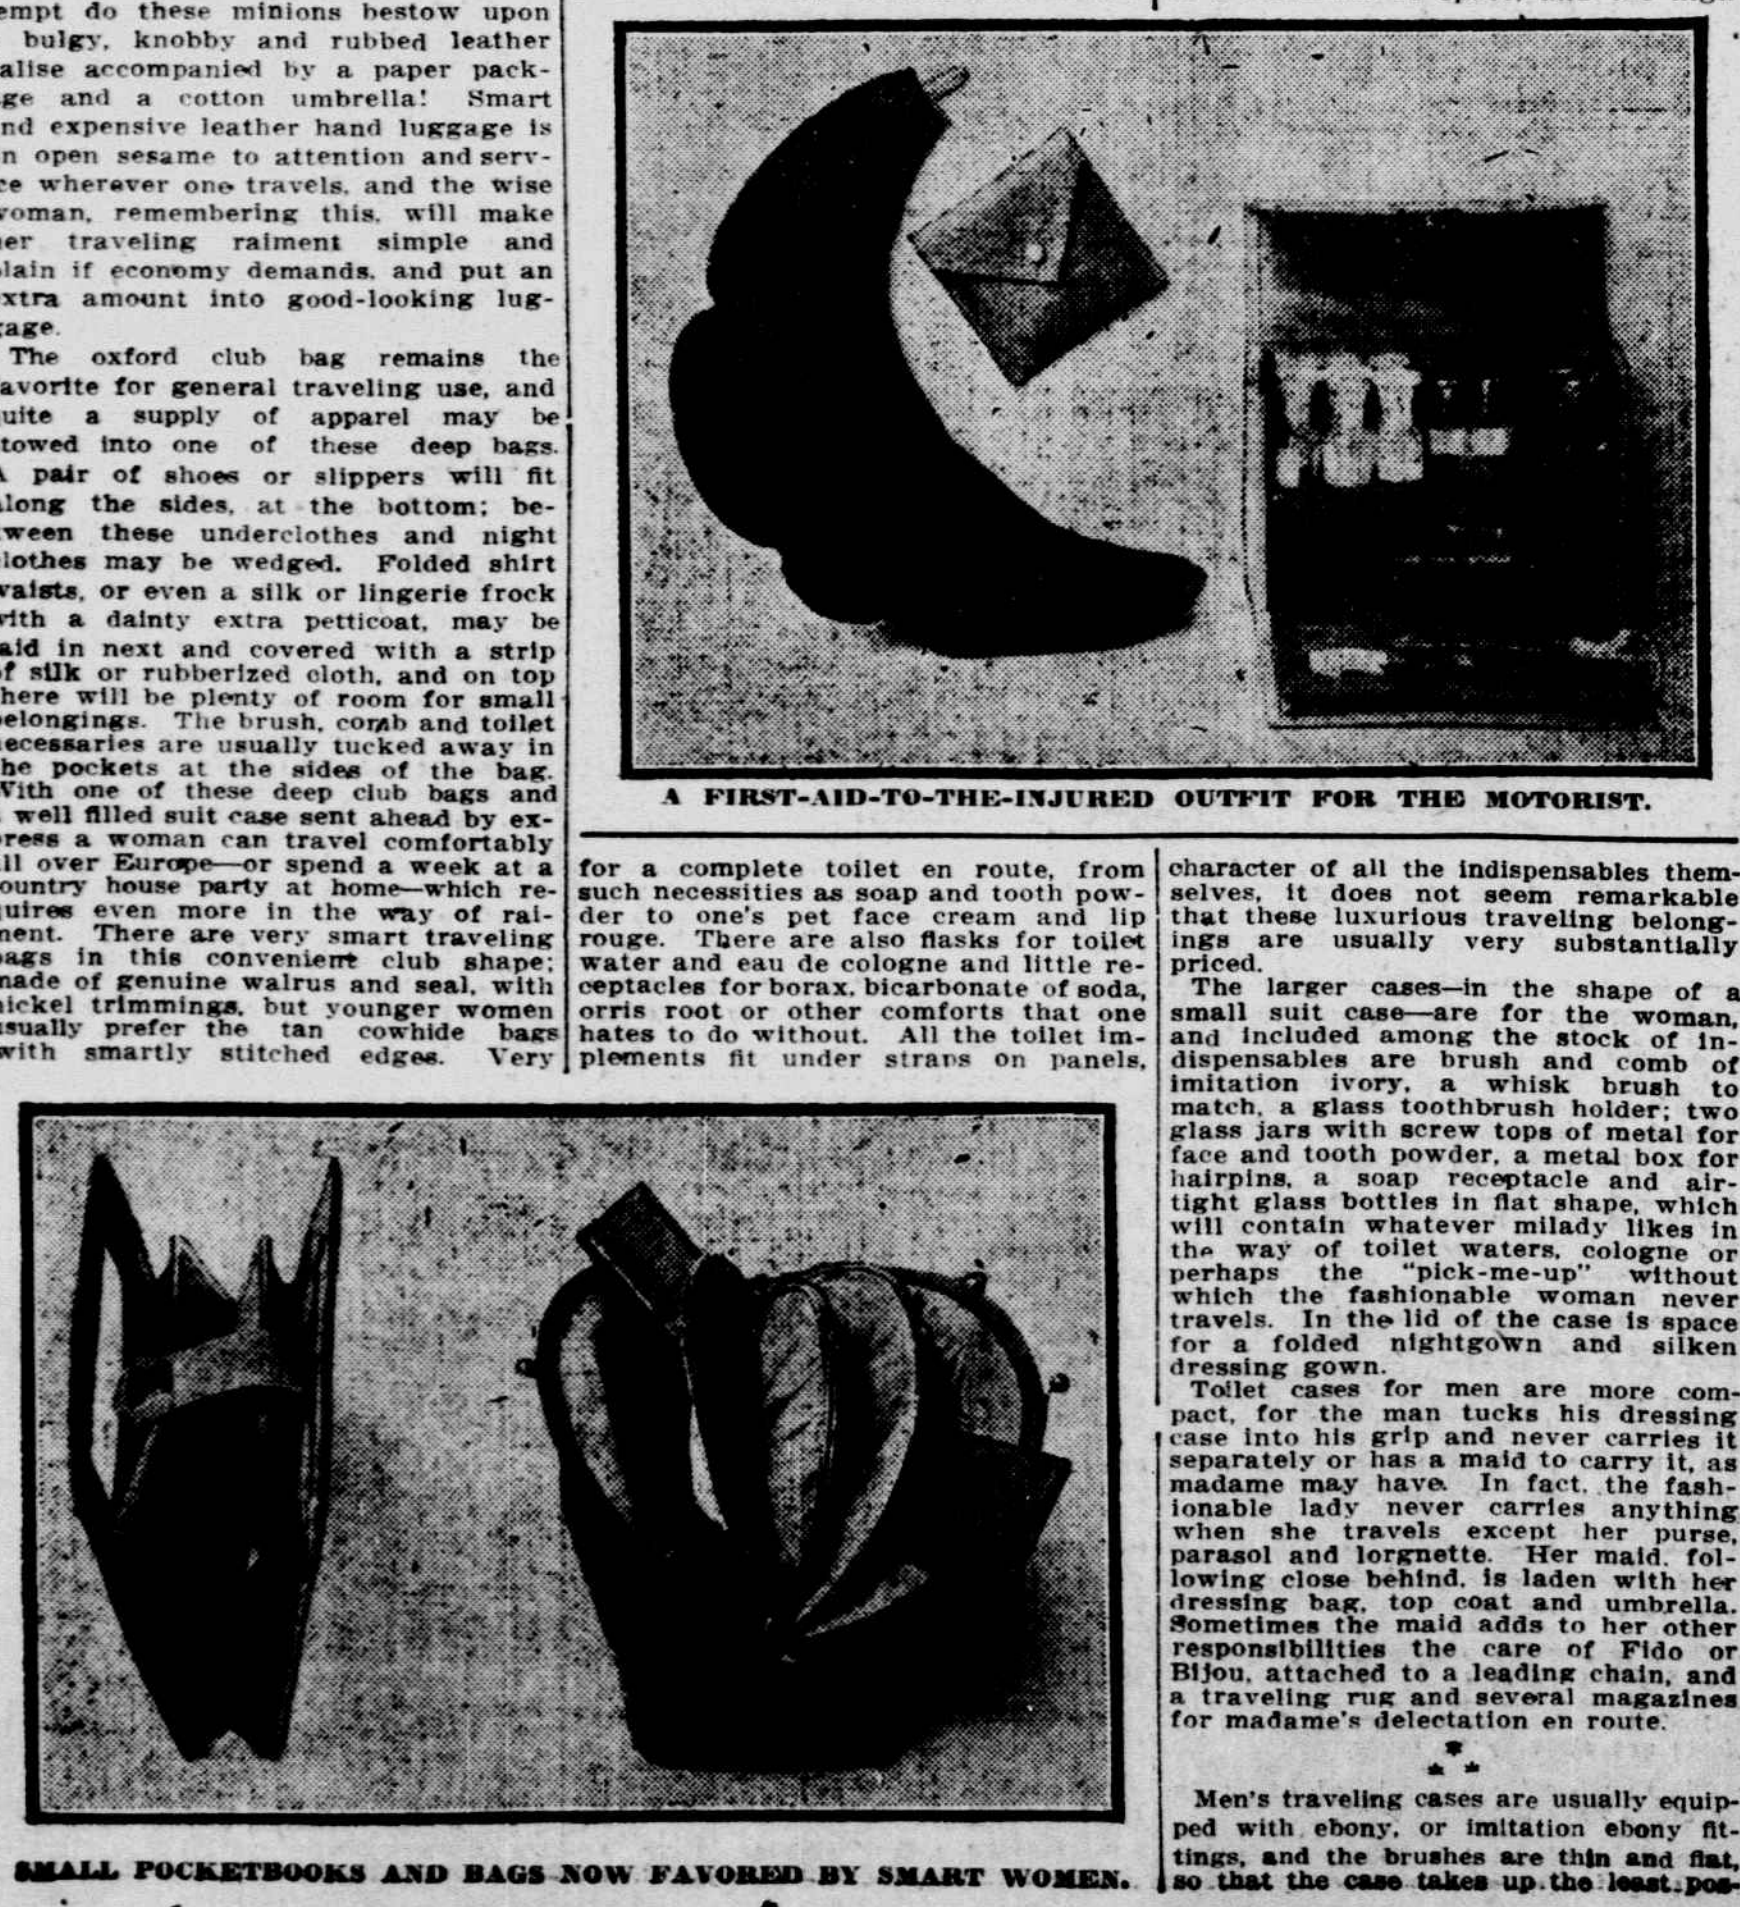 empt do these minions bestow upon
bulgy, knobby and rubbed leather
alise accompanied by a paper pack-
ge and a cotton umbrella! Smart
nd expensive leather hand luggage is
n open sesame to attention and serv-
ce wherever one travels, and the wise
woman, remembering this, will make
er traveling raiment simple and
lain if economy demands, and put an
xtra amount into good-looking lug-
gage.
The oxford club bag remains the
avorite for general traveling use, and
uite a supply of apparel may be
towed into one of these deep bags.
A pair of shoes or slippers will fit
along the sides, at the bottom; be-
ween these underclothes and night
lothes may be wedged. Folded shirt
waists, or even a silk or lingerie frock
with a dainty extra petticoat, may be
aid in next and covered with a strip
of silk or rubberized cloth, and on top
here will be plenty of room for small
elongings. The brush, comb and toilet
ecessaries are usually tucked away in
he pockets at the sides of the bag.
With one of these deep club bags and
well filled suit case sent ahead by ex-
press a woman can travel comfortably
all over Europe—or spend a week at a
ountry house party at home—which re-
quires even more in the way of rai-
ment. There are very smart traveling
ags in this convenient club shape;
made of genuine walrus and seal, with
nickel trimmings, but younger women
usually prefer the tan cowhide bags
with smartly stitched edges. Very
A FIRST-AID-TO-THE-INJURED OUTFIT FOR THE MOTORIST.
for a complete toilet en route, from
such necessities as soap and tooth pow-
der to one's pet face cream and lip
rouge. There are also flasks for toilet
water and eau de cologne and little re-
ceptacles for borax, bicarbonate of soda,
orris root or other comforts that one
hates to do without. All the toilet im-
plements fit under straps on panels,
character of all the indispensables them-
selves, it does not seem remarkable
that these luxurious traveling belong-
ings are usually very substantially
priced.
The larger cases—in the shape of a
small suit case—are for the woman,
and included among the stock of in-
dispensables are brush and comb of
imitation ivory, a whisk brush to
match, a glass toothbrush holder; two
glass jars with screw tops of metal for
face and tooth powder, a metal box for
hairpins, a soap receptacle and air-
tight glass bottles in flat shape, which
will contain whatever milady likes in
the way of toilet waters, cologne or
perhaps the "pick-me-up" without
which the fashionable woman never
travels. In the lid of the case is space
for a folded nightgown and silken
dressing gown.
Toilet cases for men are more com-
pact, for the man tucks his dressing
case into his grip and never carries it
separately or has a maid to carry it, as
madame may have. In fact, the fash-
ionable lady never carries anything
when she travels except her purse,
parasol and lorgnette. Her maid, fol-
lowing close behind, is laden with her
dressing bag, top coat and umbrella.
Sometimes the maid adds to her other
responsibilities the care of Fido or
Bijou, attached to a leading chain, and
a traveling rug and several magazines
for madame's delectation en route.
Men's traveling cases are usually equip-
ped with ebony, or imitation ebony fit-
tings, and the brushes are thin and flat,
so that the case takes up the least pos-
SMALL POCKETBOOKS AND BAGS NOW FAVORED BY SMART WOMEN.